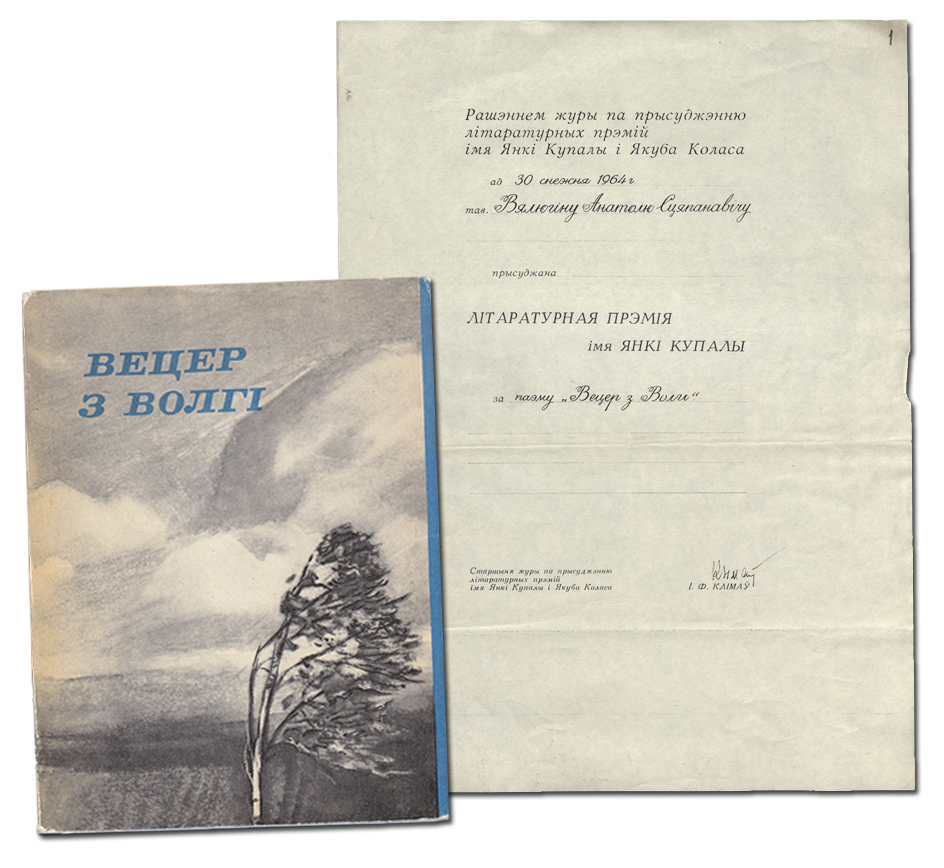 ВЕЦЕР
З ВОЛГІ
1
Рашэннем журы па прысуджэнню
літаратурных прэмій
імя Янкі Купалы і Якуба Коласа
ад 30 снежня 1964 г.
тав. Вялюгіну Анатолю Сцяпанавічу
прысуджана
ЛІТАРАТУРНАЯ ПРЭМІЯ
імя ЯНКІ КУПАЛЫ
за паэму „Вецер з Волгі“
Старшыня журы па прысуджэнню
літаратурных прэмій
імя Янкі Купалы і Якуба Коласа
І. Ф. КЛІМАЎ